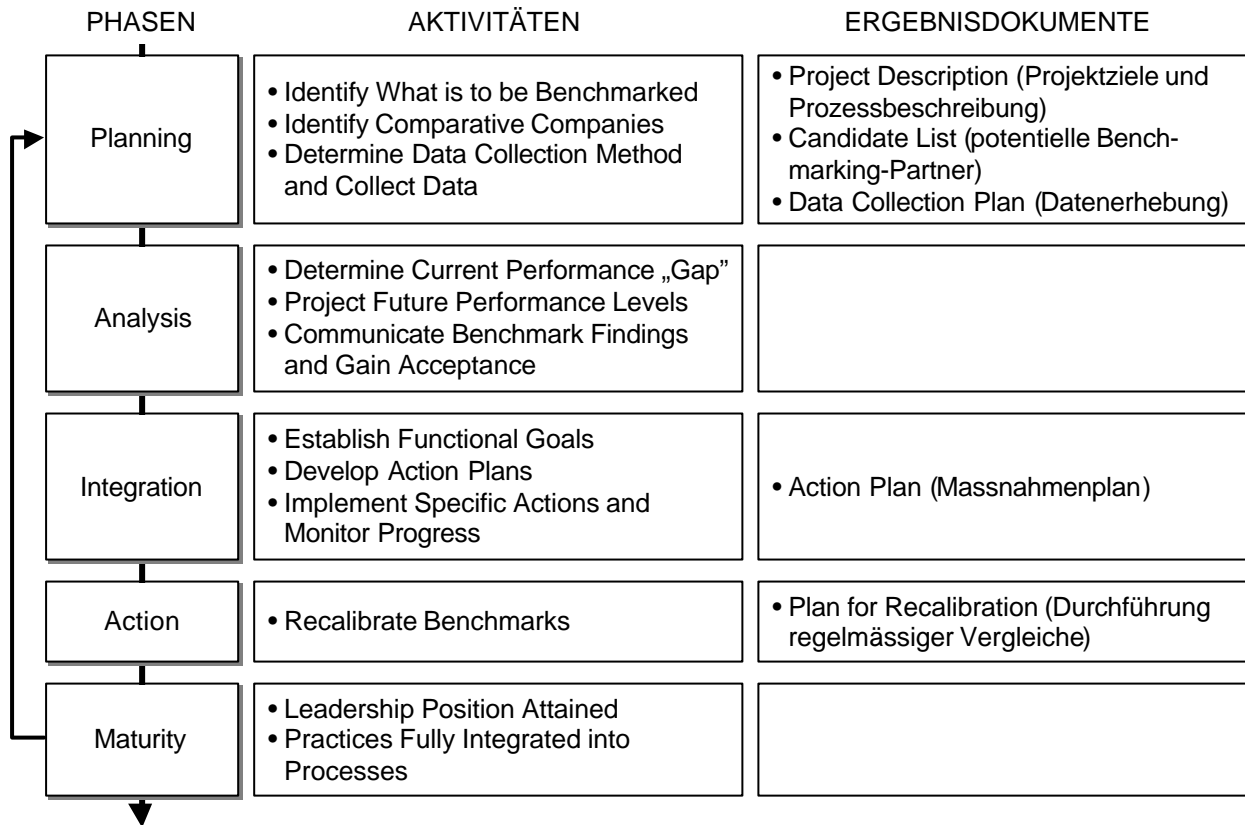 PHASEN
AKTIVITÄTEN
ERGEBNISDOKUMENTE
Planning
• Identify What is to be Benchmarked
• Identify Comparative Companies
• Determine Data Collection Method
and Collect Data
• Project Description (Projektziele und
Prozessbeschreibung)
• Candidate List (potentielle Bench-
marking-Partner)
• Data Collection Plan (Datenerhebung)
Analysis
• Determine Current Performance „Gap”
• Project Future Performance Levels
• Communicate Benchmark Findings
and Gain Acceptance
Integration
• Establish Functional Goals
• Develop Action Plans
• Implement Specific Actions and
Monitor Progress
• Action Plan (Massnahmenplan)
Action
• Recalibrate Benchmarks
• Plan for Recalibration (Durchführung
regelmässiger Vergleiche)
Maturity
• Leadership Position Attained
• Practices Fully Integrated into
Processes